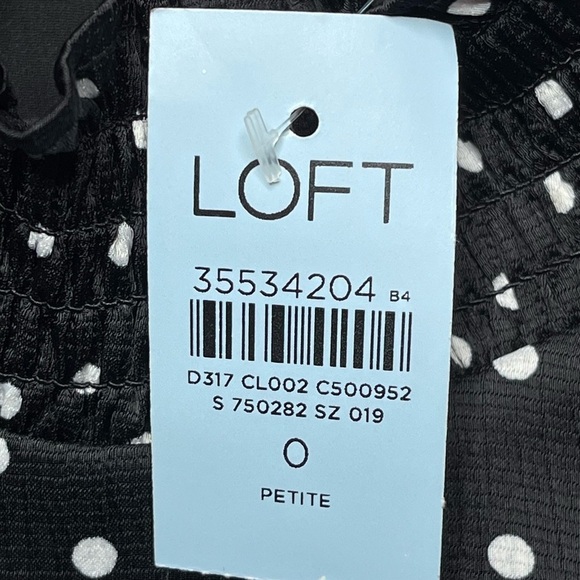 LOFT
35534204 B4
D317 CL002 C500952
S 750282 SZ 019
0
PETITE